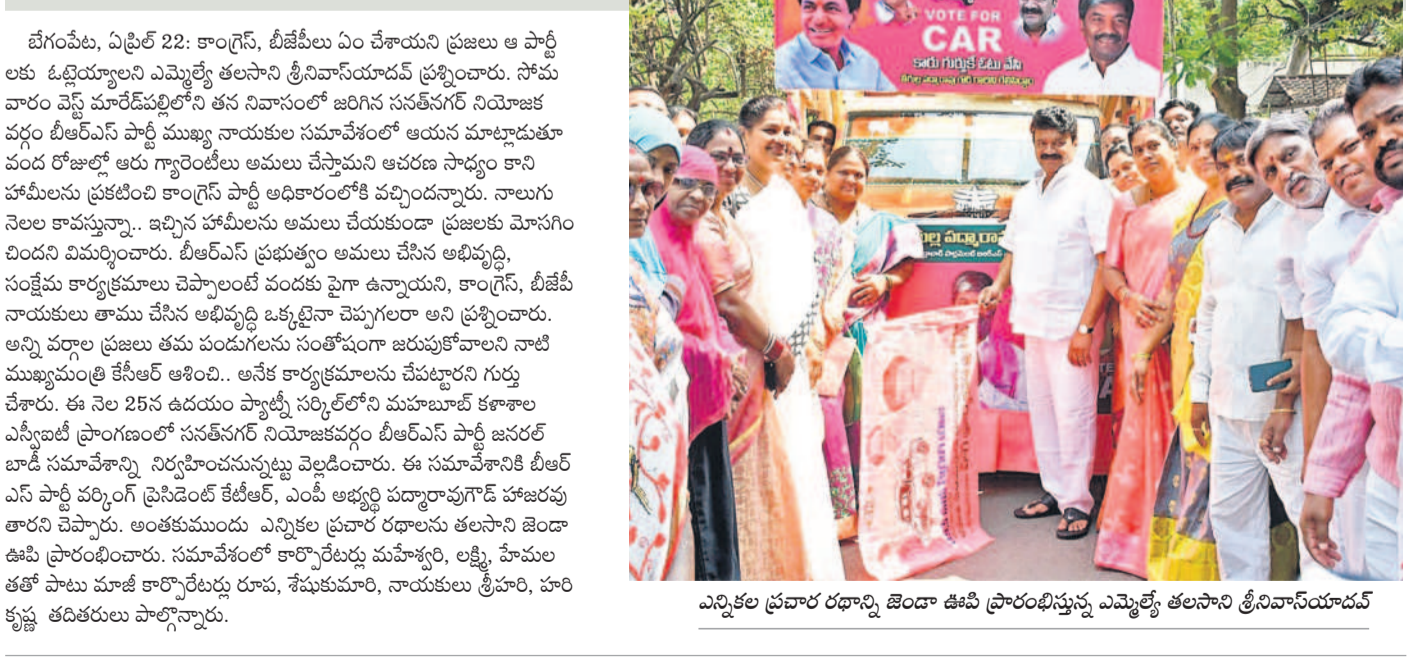 బేగంపేట, ఏప్రిల్ 22: కాంగ్రెస్, బీజేపీలు ఏం చేశాయని ప్రజలు ఆ పార్టీ
లకు ఓట్లెయ్యాలని ఎమ్మెల్యే తలసాని శ్రీనివాస్‌యాదవ్ ప్రశ్నించారు. సోమ
వారం వెస్ట్ మారేడ్‌పల్లిలోని తన నివాసంలో జరిగిన సనత్‌నగర్ నియోజక
వర్గం బీఆర్ఎస్ పార్టీ ముఖ్య నాయకుల సమావేశంలో ఆయన మాట్లాడుతూ
వంద రోజుల్లో ఆరు గ్యారెంటీలు అమలు చేస్తామని ఆచరణ సాధ్యం కాని
హామీలను ప్రకటించి కాంగ్రెస్ పార్టీ అధికారంలోకి వచ్చిందన్నారు. నాలుగు
నెలల కావస్తున్నా.. ఇచ్చిన హామీలను అమలు చేయకుండా ప్రజలకు మోసగిం
చిందని విమర్శించారు. బీఆర్ఎస్ ప్రభుత్వం అమలు చేసిన అభివృద్ధి,
సంక్షేమ కార్యక్రమాలు చెప్పాలంటే వందకు పైగా ఉన్నాయని, కాంగ్రెస్, బీజేపీ
నాయకులు తాము చేసిన అభివృద్ధి ఒక్కటైనా చెప్పగలరా అని ప్రశ్నించారు.
అన్ని వర్గాల ప్రజలు తమ పండుగలను సంతోషంగా జరుపుకోవాలని నాటి
ముఖ్యమంత్రి కేసీఆర్ ఆశించి.. అనేక కార్యక్రమాలను చేపట్టారని గుర్తు
చేశారు. ఈ నెల 25న ఉదయం ప్యాట్నీ సర్కిల్‌లోని మహబూబ్ కళాశాల
ఎస్వీఐటీ ప్రాంగణంలో సనత్‌నగర్ నియోజకవర్గం బీఆర్ఎస్ పార్టీ జనరల్
బాడీ సమావేశాన్ని నిర్వహించనున్నట్టు వెల్లడించారు. ఈ సమావేశానికి బీఆర్
ఎస్ పార్టీ వర్కింగ్ ప్రెసిడెంట్ కేటీఆర్, ఎంపీ అభ్యర్థి పద్మారావుగౌడ్ హాజరవు
తారని చెప్పారు. అంతకుముందు ఎన్నికల ప్రచార రథాలను తలసాని జెండా
ఊపి ప్రారంభించారు. సమావేశంలో కార్పొరేటర్లు మహేశ్వరి, లక్ష్మి, హేమల
తతో పాటు మాజీ కార్పొరేటర్లు రూప, శేషుకుమారి, నాయకులు శ్రీహరి, హరి
కృష్ణ తదితరులు పాల్గొన్నారు.
VOTE FOR
CAR
కారు గుర్తుకే ఓటు వేసి
పద్మారా
ఎన్నికల ప్రచార రథాన్ని జెండా ఊపి ప్రారంభిస్తున్న ఎమ్మెల్యే తలసాని శ్రీనివాస్‌యాదవ్